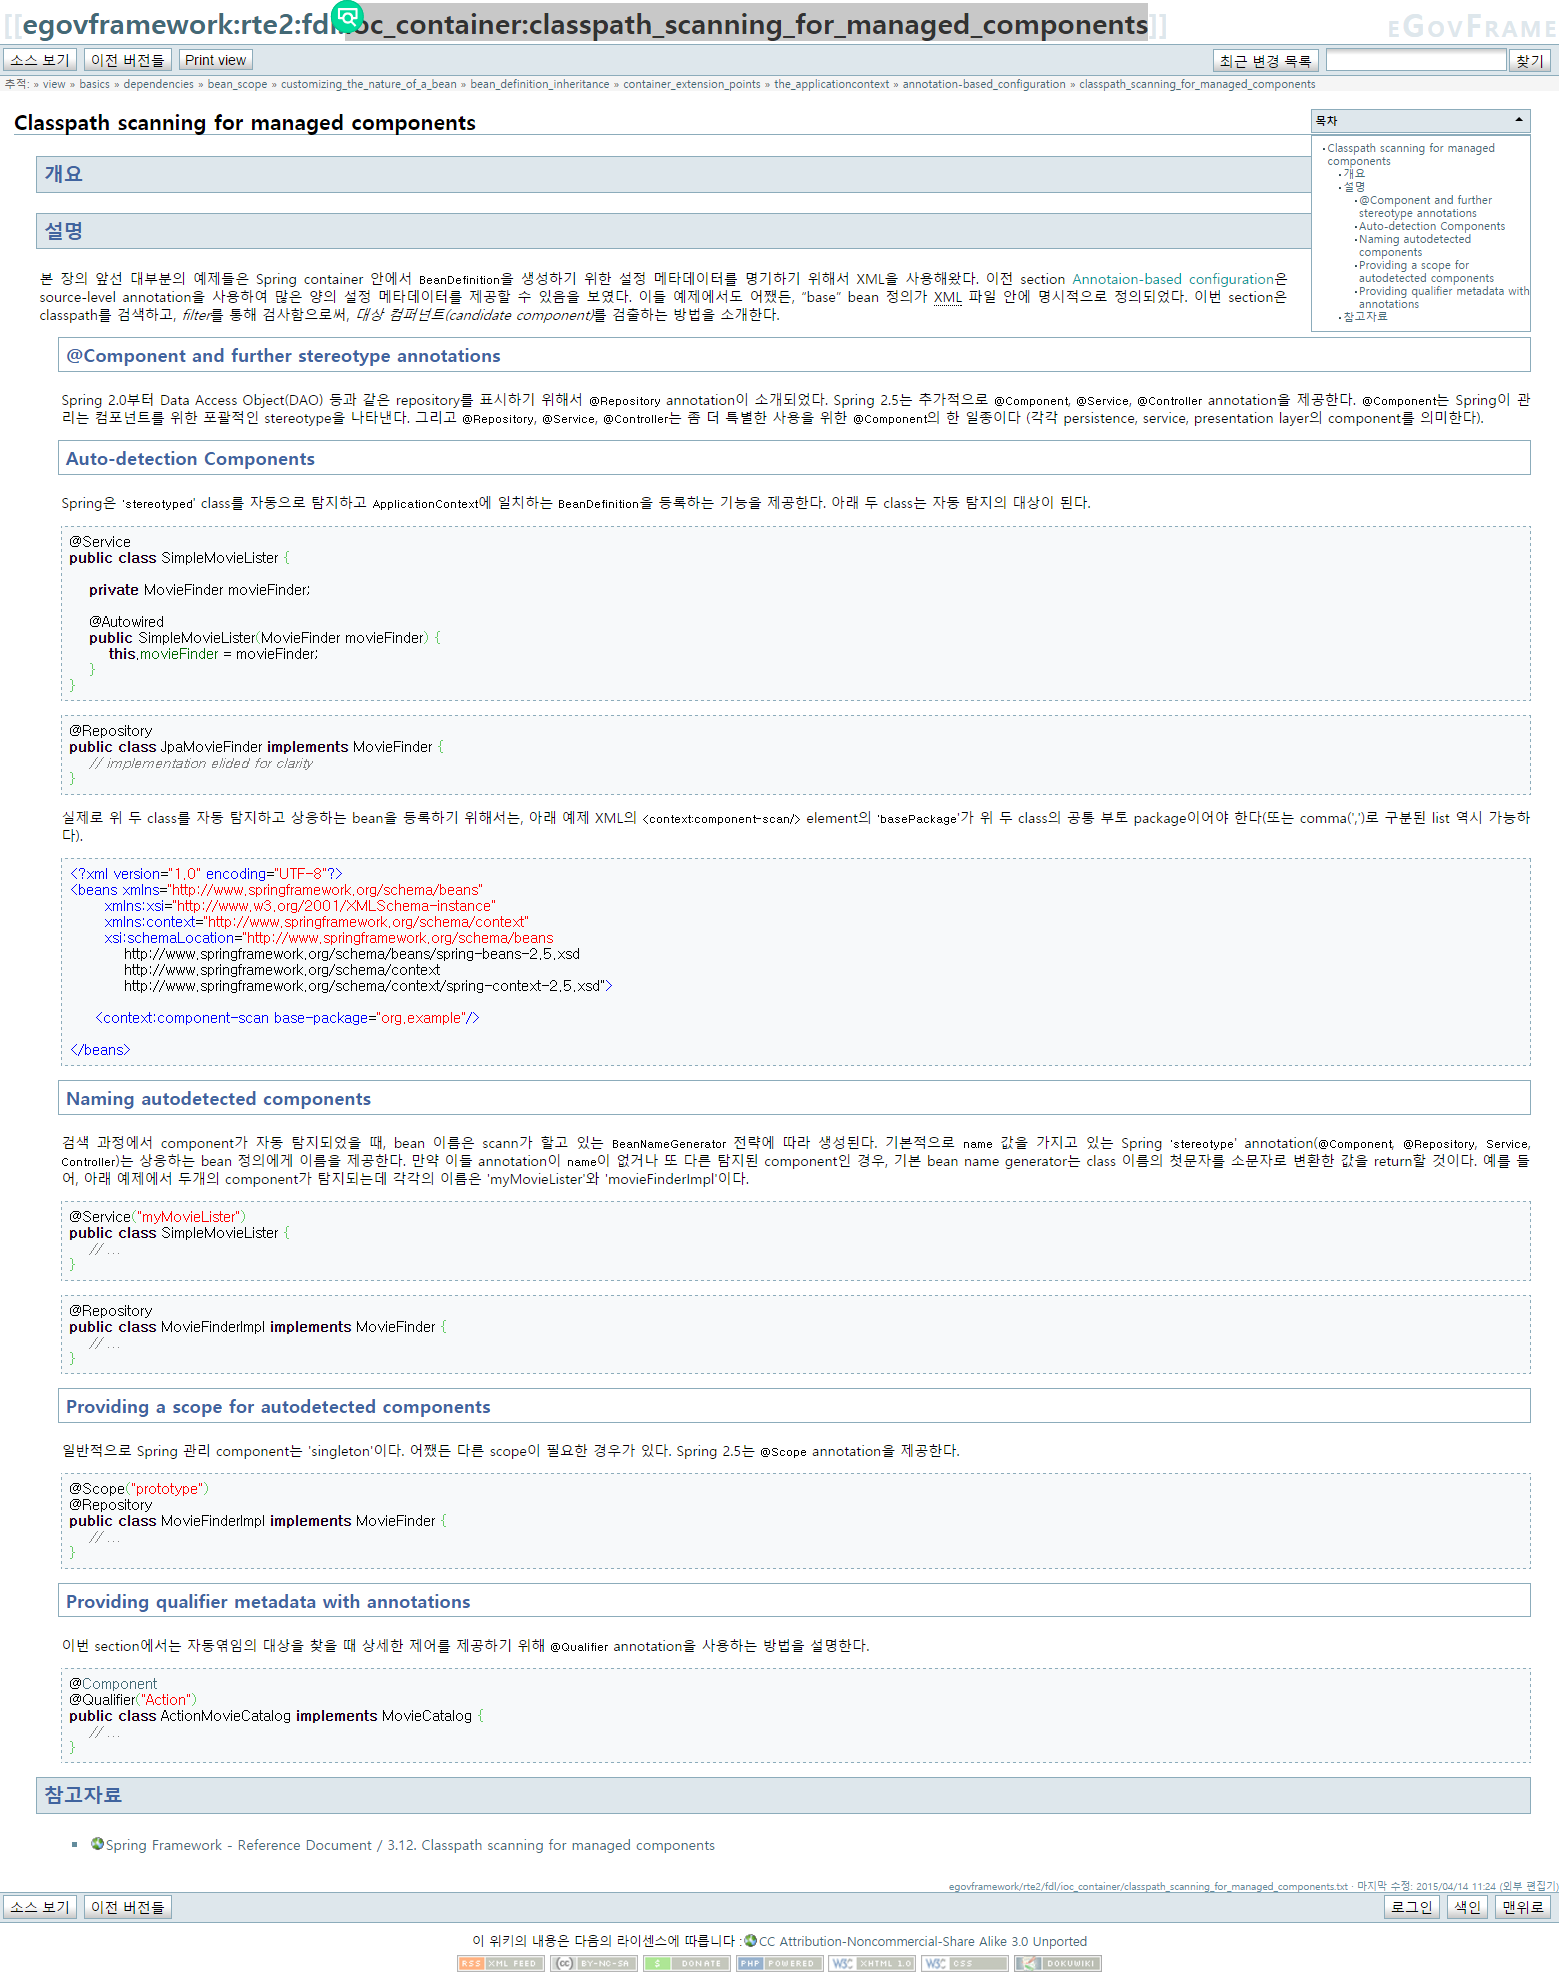 [[egovframework:rte2:fdl:ioc_container:classpath_scanning_for_managed_components]]
eGovFrame
소스 보기 이전 버전들 Print view 최근 변경 목록 찾기
추적: » view » basics » dependencies » bean_scope » customizing_the_nature_of_a_bean » bean_definition_inheritance » container_extension_points » the_applicationcontext » annotation-based_configuration » classpath_scanning_for_managed_components
Classpath scanning for managed components
목차
Classpath scanning for managed
components
개요
설명
@Component and further
stereotype annotations
Auto-detection Components
Naming autodetected
components
Providing a scope for
autodetected components
Providing qualifier metadata with
annotations
참고자료
개요
설명
본 장의 앞선 대부분의 예제들은 Spring container 안에서 BeanDefinition을 생성하기 위한 설정 메타데이터를 명기하기 위해서 XML을 사용해왔다. 이전 section Annotaion-based configuration은
source-level annotation을 사용하여 많은 양의 설정 메타데이터를 제공할 수 있음을 보였다. 이들 예제에서도 어쨌든, "base" bean 정의가 XML 파일 안에 명시적으로 정의되었다. 이번 section은
classpath를 검색하고, filter를 통해 검사함으로써, 대상 컴퍼넌트(candidate component)를 검출하는 방법을 소개한다.
@Component and further stereotype annotations
Spring 2.0부터 Data Access Object(DAO) 등과 같은 repository를 표시하기 위해서 @Repository annotation이 소개되었다. Spring 2.5는 추가적으로 @Component, @Service, @Controller annotation을 제공한다. @Component는 Spring이 관
리는 컴포넌트를 위한 포괄적인 stereotype을 나타낸다. 그리고 @Repository, @Service, @Controller는 좀 더 특별한 사용을 위한 @Component의 한 일종이다 (각각 persistence, service, presentation layer의 component를 의미한다).
Auto-detection Components
Spring은 'stereotyped' class를 자동으로 탐지하고 ApplicationContext에 일치하는 BeanDefinition을 등록하는 기능을 제공한다. 아래 두 class는 자동 탐지의 대상이 된다.
@Service
public class SimpleMovieLister {
private MovieFinder movieFinder;
@Autowired
public SimpleMovieLister(MovieFinder movieFinder) {
this.movieFinder = movieFinder;
}
}
@Repository
public class JpaMovieFinder implements MovieFinder {
// implementation elided for clarity
}
실제로 위 두 class를 자동 탐지하고 상응하는 bean을 등록하기 위해서는, 아래 예제 XML의 <context:component-scan/> element의 'basePackage'가 위 두 class의 공통 부토 package이어야 한다(또는 comma(',')로 구분된 list 역시 가능하
다).
<?xml version="1.0" encoding="UTF-8"?>
<beans xmlns="http://www.springframework.org/schema/beans"
xmlns:xsi="http://www.w3.org/2001/XMLSchema-instance"
xmlns:context="http://www.springframework.org/schema/context"
xsi:schemaLocation="http://www.springframework.org/schema/beans
http://www.springframework.org/schema/beans/spring-beans-2.5.xsd
http://www.springframework.org/schema/context
http://www.springframework.org/schema/context/spring-context-2.5.xsd">
<context:component-scan base-package="org.example"/>
</beans>
Naming autodetected components
검색 과정에서 component가 자동 탐지되었을 때, bean 이름은 scann가 할고 있는 BeanNameGenerator 전략에 따라 생성된다. 기본적으로 name 값을 가지고 있는 Spring 'stereotype' annotation(@Component, @Repository, Service,
Controller)는 상응하는 bean 정의에게 이름을 제공한다. 만약 이들 annotation이 name이 없거나 또 다른 탐지된 component인 경우, 기본 bean name generator는 class 이름의 첫문자를 소문자로 변환한 값을 return할 것이다. 예를 들
어, 아래 예제에서 두개의 component가 탐지되는데 각각의 이름은 'myMovieLister'와 'movieFinderImpl'이다.
@Service("myMovieLister")
public class SimpleMovieLister {
// ...
}
@Repository
public class MovieFinderImpl implements MovieFinder {
// ...
}
Providing a scope for autodetected components
일반적으로 Spring 관리 component는 'singleton'이다. 어쨌든 다른 scope이 필요한 경우가 있다. Spring 2.5는 @Scope annotation을 제공한다.
@Scope("prototype")
@Repository
public class MovieFinderImpl implements MovieFinder {
// ...
}
Providing qualifier metadata with annotations
이번 section에서는 자동엮임의 대상을 찾을 때 상세한 제어를 제공하기 위해 @Qualifier annotation을 사용하는 방법을 설명한다.
@Component
@Qualifier("Action")
public class ActionMovieCatalog implements MovieCatalog {
// ...
}
참고자료
Spring Framework - Reference Document / 3.12. Classpath scanning for managed components
egovframework/rte2/fdl/ioc_container/classpath_scanning_for_managed_components.txt · 마지막 수정: 2015/04/14 11:24 (외부 편집기)
소스 보기 이전 버전들 로그인 색인 맨위로
이 위키의 내용은 다음의 라이센스에 따릅니다 : CC Attribution-Noncommercial-Share Alike 3.0 Unported
RSS XML FEED (cc) BY-NC-SA $ DONATE PHP POWERED W3C XHTML 1.0 W3C CSS DOKUWIKI